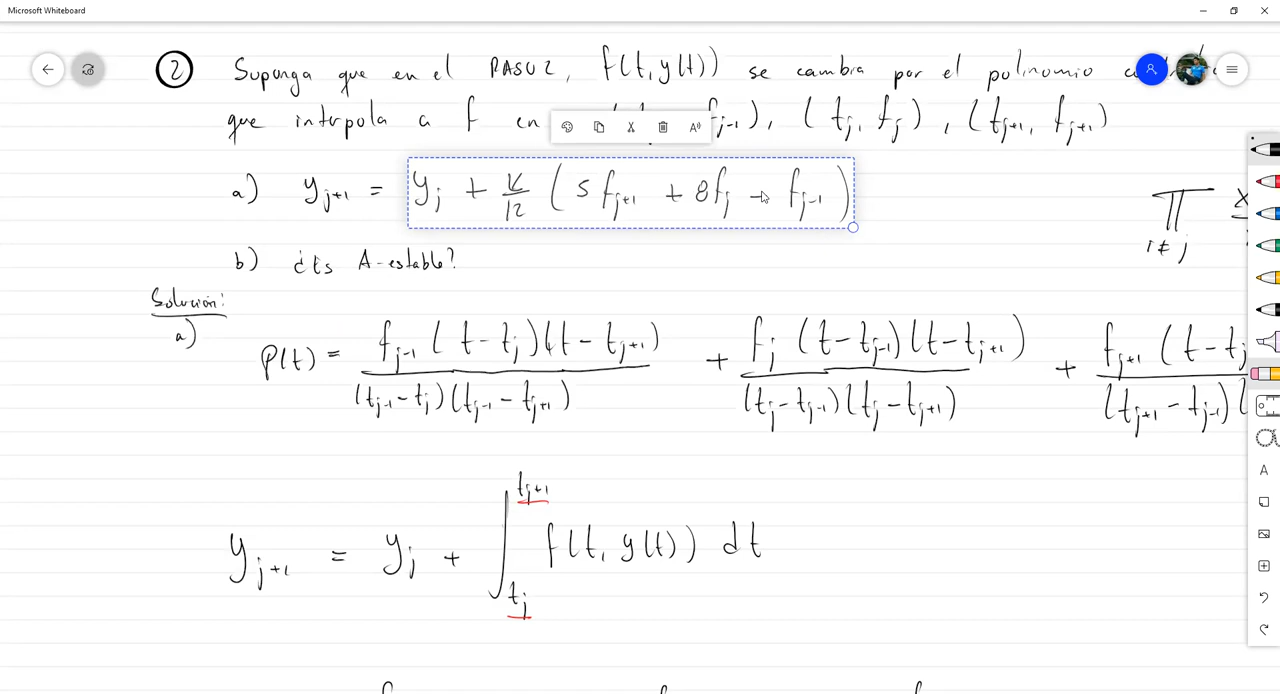 Microsoft Whiteboard
② Suponga que en el PASO 2, f(t, y(t)) se cambia por el polinomio
que interpola a f en f_{j-1}), (t_j, f_j), (t_{j+1}, f_{j+1})
a) y_{j+1} = y_j + k/12 (5 f_{j+1} + 8 f_j - f_{j-1})
∏ i≠j x
b) ¿Es A-estable?
Solución:
a) P(t) = f_{j-1} (t-t_j)(t-t_{j+1}) / (t_{j-1}-t_j)(t_{j-1}-t_{j+1}) + f_j (t-t_{j-1})(t-t_{j+1}) / (t_j-t_{j-1})(t_j-t_{j+1}) + f_{j+1} (t-t_j / (t_{j+1}-t_{j-1})(
y_{j+1} = y_j + ∫_{t_j}^{t_{j+1}} f(t, y(t)) dt